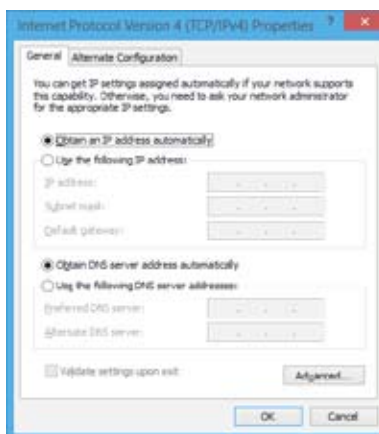 Internet Protocol Version 4 (TCP/IPv4) Properties
General
Alternate Configuration
You can get IP settings assigned automatically if your network supports
this capability. Otherwise, you need to ask your network administrator
for the appropriate IP settings.
Obtain an IP address automatically
Use the following IP address:
IP address:
Subnet mask:
Default gateway:
Obtain DNS server address automatically
Use the following DNS server addresses:
Preferred DNS server:
Alternate DNS server:
Validate settings upon exit
Advanced...
OK
Cancel